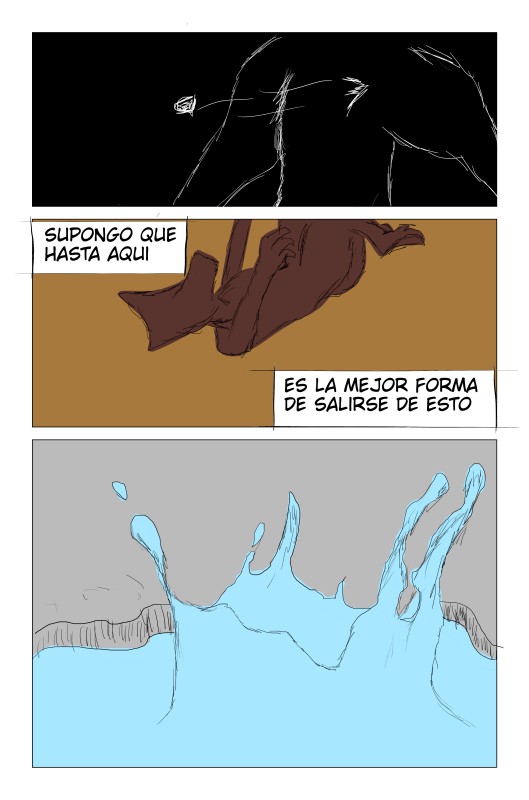 SUPONGO QUE
HASTA AQUI
ES LA MEJOR FORMA
DE SALIRSE DE ESTO